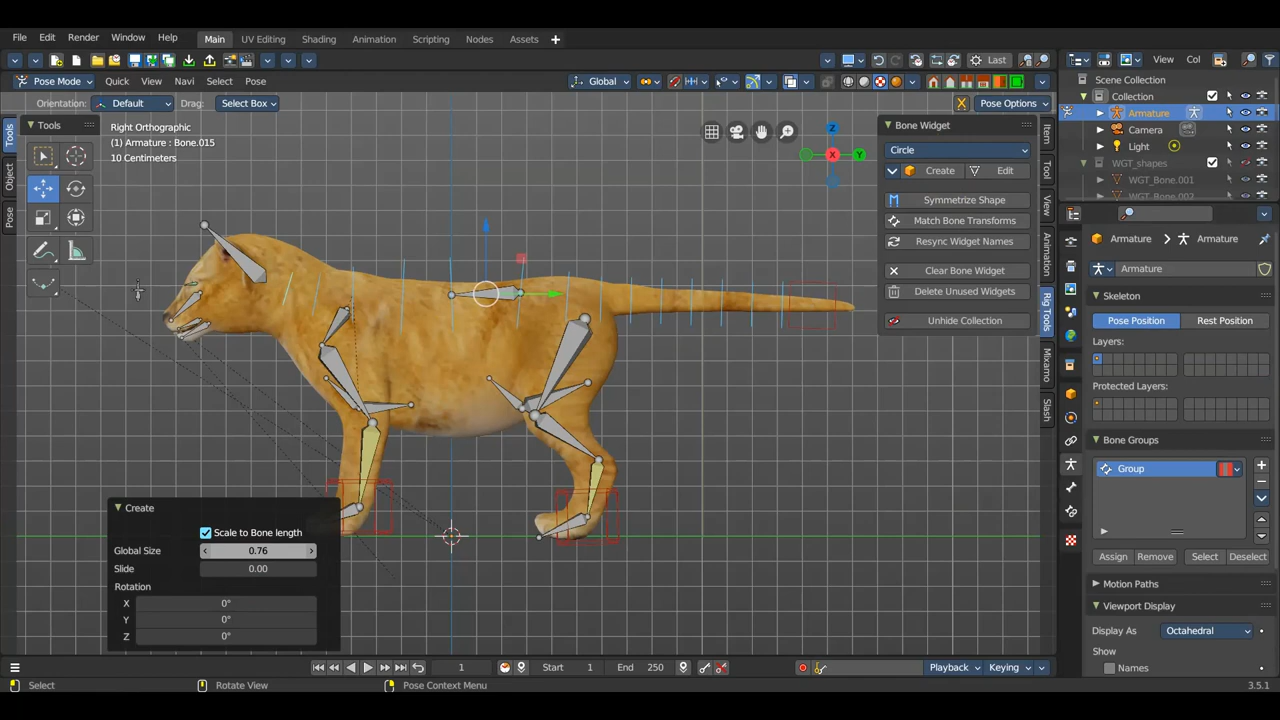 File Edit Render Window Help Main UV Editing Shading Animation Scripting Nodes Assets
Last View Col
Pose Mode Quick View Navi Select Pose Global
Orientation: Default Drag: Select Box Pose Options
Tools
Right Orthographic
(1) Armature : Bone.015
10 Centimeters
Tools
Object
Pose
Z
Y
X
Bone Widget
Circle
Create Edit
Symmetrize Shape
Match Bone Transforms
Resync Widget Names
Clear Bone Widget
Delete Unused Widgets
Unhide Collection
Item
Tool
View
Animation
Rig Tools
Mixamo
Slash
Scene Collection
Collection
Armature
Camera
Light
WGT_shapes
WGT_Bone.001
WGT_Bone.002
Armature Armature
Armature
Skeleton
Pose Position Rest Position
Layers:
Protected Layers:
Bone Groups
Group
Assign Remove Select Deselect
Motion Paths
Viewport Display
Display As Octahedral
Show Names
Create
Scale to Bone length
Global Size 0.76
Slide 0.00
Rotation
X 0°
Y 0°
Z 0°
1 Start 1 End 250 Playback Keying
Select Rotate View Pose Context Menu 3.5.1